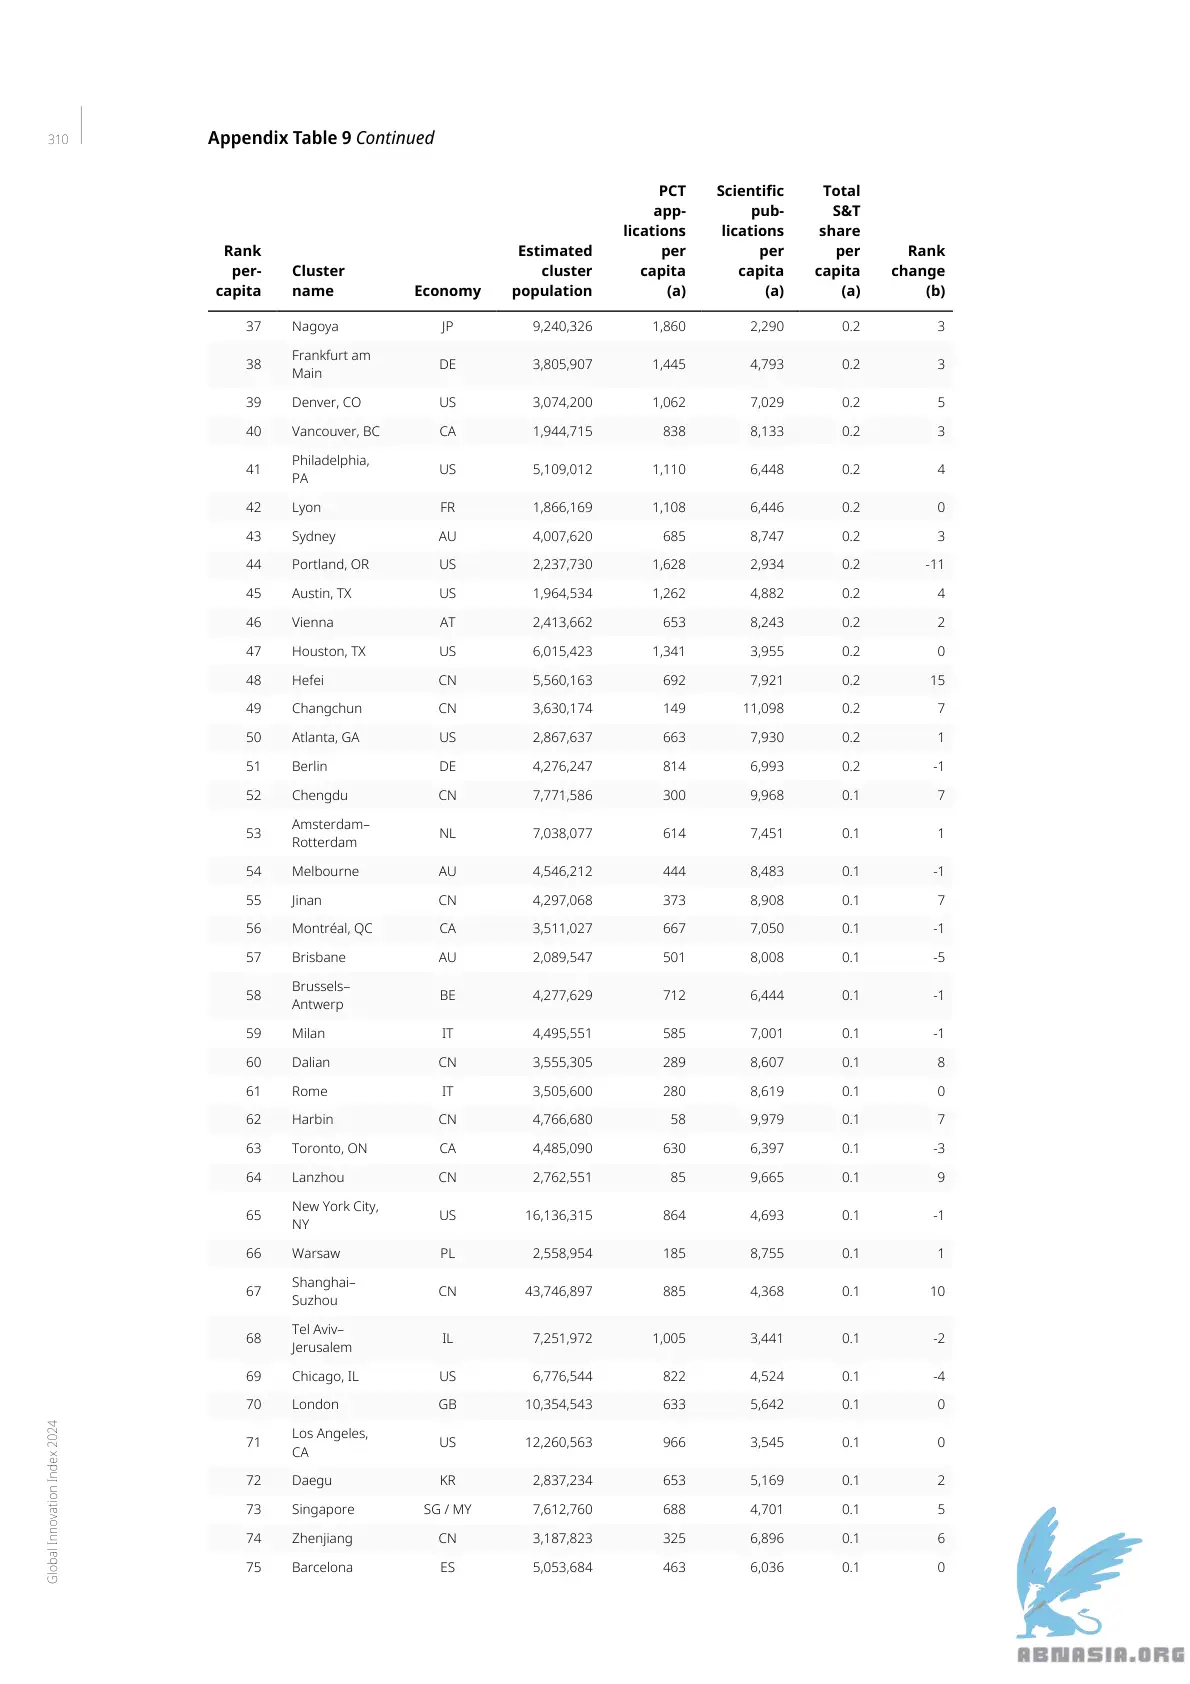 310
Appendix Table 9 Continued
Rank per-capita | Cluster name | Economy | Estimated cluster population | PCT app-lications per capita (a) | Scientific pub-lications per capita (a) | Total S&T share per capita (a) | Rank change (b)
37 Nagoya JP 9,240,326 1,860 2,290 0.2 3
38 Frankfurt am Main DE 3,805,907 1,445 4,793 0.2 3
39 Denver, CO US 3,074,200 1,062 7,029 0.2 5
40 Vancouver, BC CA 1,944,715 838 8,133 0.2 3
41 Philadelphia, PA US 5,109,012 1,110 6,448 0.2 4
42 Lyon FR 1,866,169 1,108 6,446 0.2 0
43 Sydney AU 4,007,620 685 8,747 0.2 3
44 Portland, OR US 2,237,730 1,628 2,934 0.2 -11
45 Austin, TX US 1,964,534 1,262 4,882 0.2 4
46 Vienna AT 2,413,662 653 8,243 0.2 2
47 Houston, TX US 6,015,423 1,341 3,955 0.2 0
48 Hefei CN 5,560,163 692 7,921 0.2 15
49 Changchun CN 3,630,174 149 11,098 0.2 7
50 Atlanta, GA US 2,867,637 663 7,930 0.2 1
51 Berlin DE 4,276,247 814 6,993 0.2 -1
52 Chengdu CN 7,771,586 300 9,968 0.1 7
53 Amsterdam–Rotterdam NL 7,038,077 614 7,451 0.1 1
54 Melbourne AU 4,546,212 444 8,483 0.1 -1
55 Jinan CN 4,297,068 373 8,908 0.1 7
56 Montréal, QC CA 3,511,027 667 7,050 0.1 -1
57 Brisbane AU 2,089,547 501 8,008 0.1 -5
58 Brussels–Antwerp BE 4,277,629 712 6,444 0.1 -1
59 Milan IT 4,495,551 585 7,001 0.1 -1
60 Dalian CN 3,555,305 289 8,607 0.1 8
61 Rome IT 3,505,600 280 8,619 0.1 0
62 Harbin CN 4,766,680 58 9,979 0.1 7
63 Toronto, ON CA 4,485,090 630 6,397 0.1 -3
64 Lanzhou CN 2,762,551 85 9,665 0.1 9
65 New York City, NY US 16,136,315 864 4,693 0.1 -1
66 Warsaw PL 2,558,954 185 8,755 0.1 1
67 Shanghai–Suzhou CN 43,746,897 885 4,368 0.1 10
68 Tel Aviv–Jerusalem IL 7,251,972 1,005 3,441 0.1 -2
69 Chicago, IL US 6,776,544 822 4,524 0.1 -4
70 London GB 10,354,543 633 5,642 0.1 0
71 Los Angeles, CA US 12,260,563 966 3,545 0.1 0
72 Daegu KR 2,837,234 653 5,169 0.1 2
73 Singapore SG / MY 7,612,760 688 4,701 0.1 5
74 Zhenjiang CN 3,187,823 325 6,896 0.1 6
75 Barcelona ES 5,053,684 463 6,036 0.1 0
Global Innovation Index 2024
ABNASIA.ORG